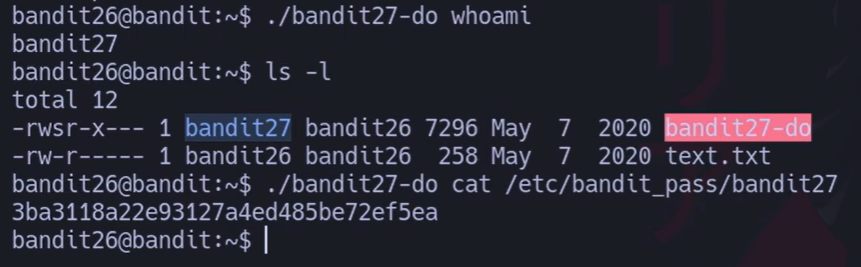 bandit26@bandit:~$ ./bandit27-do whoami
bandit27
bandit26@bandit:~$ ls -l
total 12
-rwsr-x--- 1 bandit27 bandit26 7296 May  7  2020 bandit27-do
-rw-r----- 1 bandit26 bandit26  258 May  7  2020 text.txt
bandit26@bandit:~$ ./bandit27-do cat /etc/bandit_pass/bandit27
3ba3118a22e93127a4ed485be72ef5ea
bandit26@bandit:~$